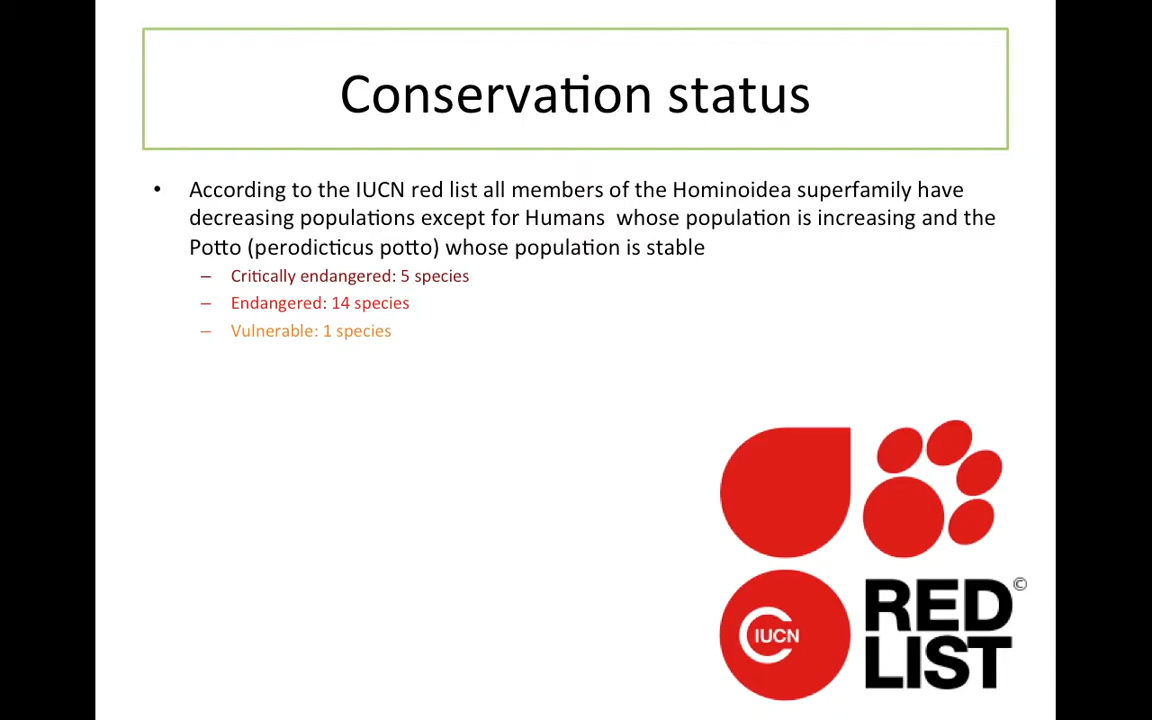 Conservation status
• According to the IUCN red list all members of the Hominoidea superfamily have
decreasing populations except for Humans  whose population is increasing and the
Potto (perodicticus potto) whose population is stable
– Critically endangered: 5 species
– Endangered: 14 species
– Vulnerable: 1 species
IUCN
RED
LIST
©